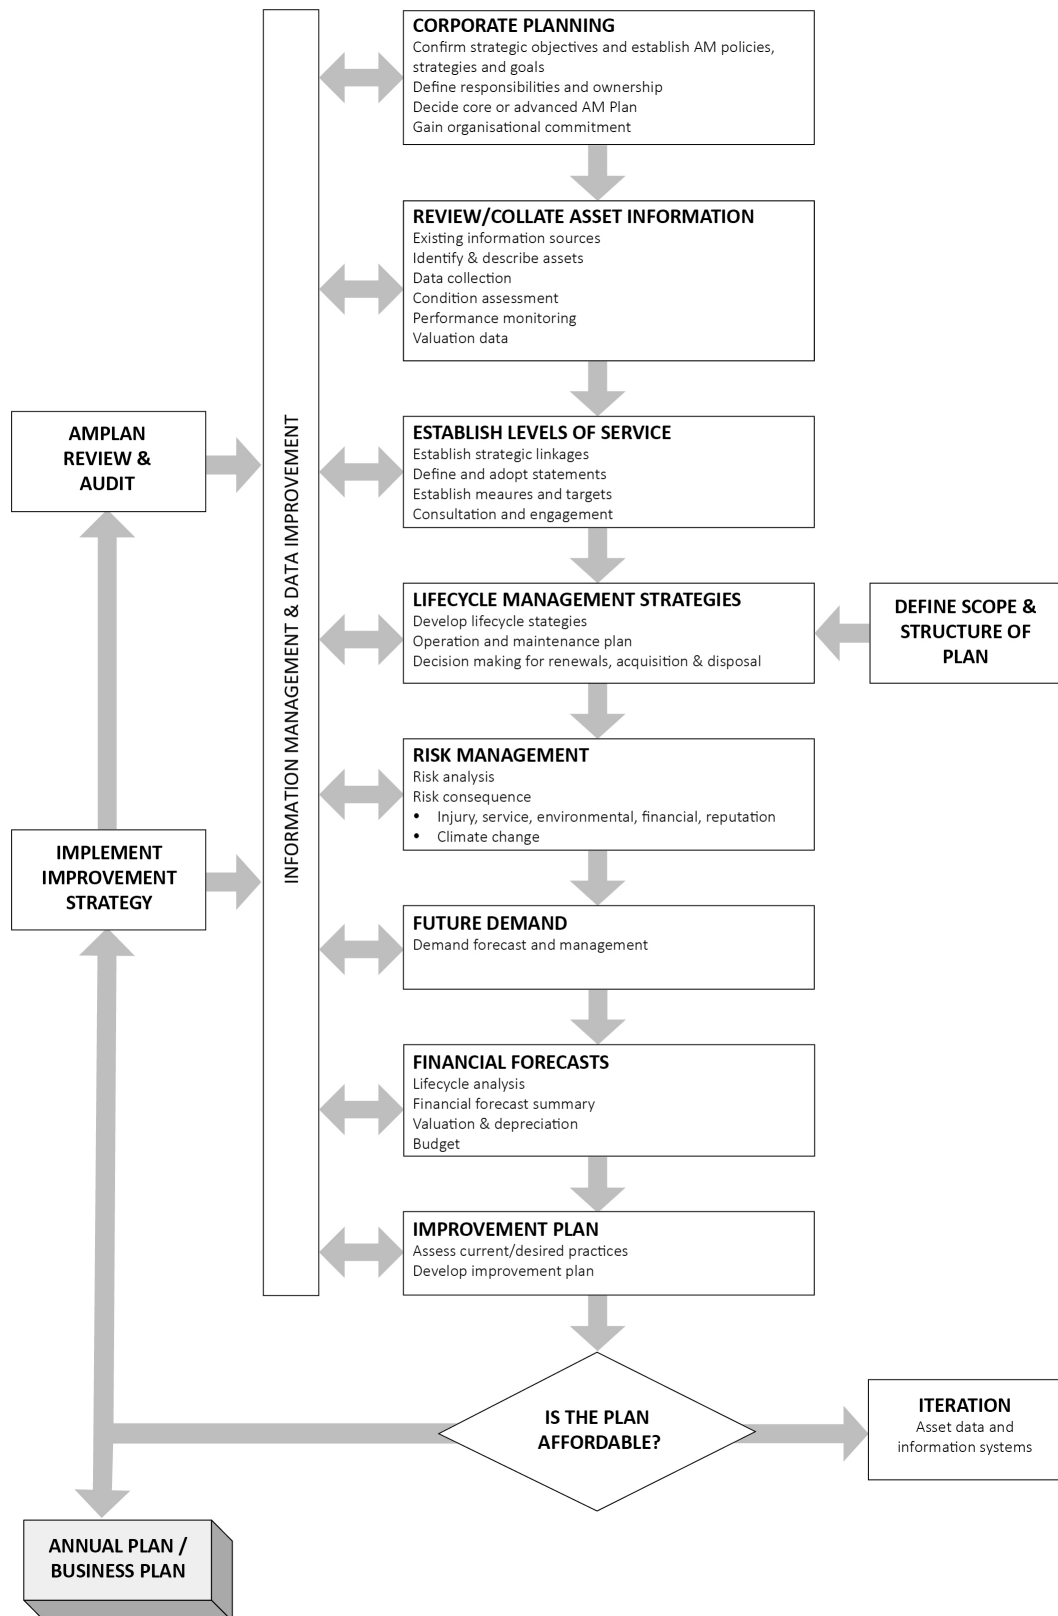 CORPORATE PLANNING
Confirm strategic objectives and establish AM policies,
strategies and goals
Define responsibilities and ownership
Decide core or advanced AM Plan
Gain organisational commitment
REVIEW/COLLATE ASSET INFORMATION
Existing information sources
Identify & describe assets
Data collection
Condition assessment
Performance monitoring
Valuation data
AMPLAN
REVIEW &
AUDIT
INFORMATION MANAGEMENT & DATA IMPROVEMENT
ESTABLISH LEVELS OF SERVICE
Establish strategic linkages
Define and adopt statements
Establish meaures and targets
Consultation and engagement
LIFECYCLE MANAGEMENT STRATEGIES
Develop lifecycle stategies
Operation and maintenance plan
Decision making for renewals, acquisition & disposal
DEFINE SCOPE &
STRUCTURE OF
PLAN
RISK MANAGEMENT
Risk analysis
Risk consequence
• Injury, service, environmental, financial, reputation
• Climate change
IMPLEMENT
IMPROVEMENT
STRATEGY
FUTURE DEMAND
Demand forecast and management
FINANCIAL FORECASTS
Lifecycle analysis
Financial forecast summary
Valuation & depreciation
Budget
IMPROVEMENT PLAN
Assess current/desired practices
Develop improvement plan
IS THE PLAN
AFFORDABLE?
ITERATION
Asset data and
information systems
ANNUAL PLAN /
BUSINESS PLAN